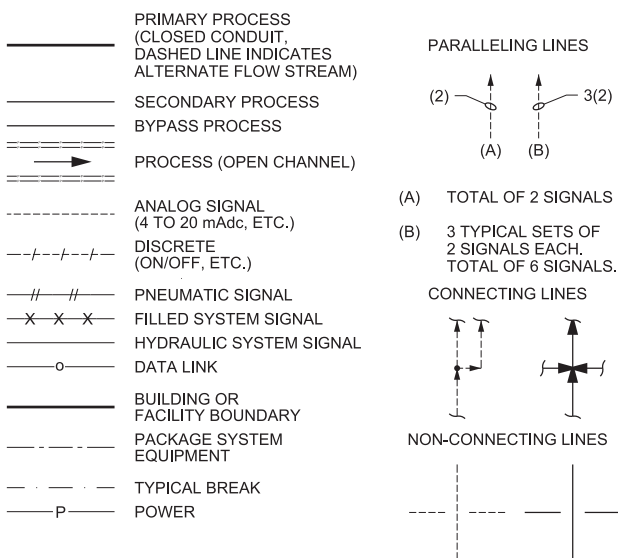 PRIMARY PROCESS
(CLOSED CONDUIT,
DASHED LINE INDICATES
ALTERNATE FLOW STREAM)
SECONDARY PROCESS
BYPASS PROCESS
PROCESS (OPEN CHANNEL)
ANALOG SIGNAL
(4 TO 20 mAdc, ETC.)
DISCRETE
(ON/OFF, ETC.)
PNEUMATIC SIGNAL
X X X
FILLED SYSTEM SIGNAL
HYDRAULIC SYSTEM SIGNAL
o
DATA LINK
BUILDING OR
FACILITY BOUNDARY
PACKAGE SYSTEM
EQUIPMENT
TYPICAL BREAK
P
POWER
PARALLELING LINES
(2)
3(2)
(A) (B)
(A) TOTAL OF 2 SIGNALS
(B) 3 TYPICAL SETS OF
2 SIGNALS EACH.
TOTAL OF 6 SIGNALS.
CONNECTING LINES
NON-CONNECTING LINES